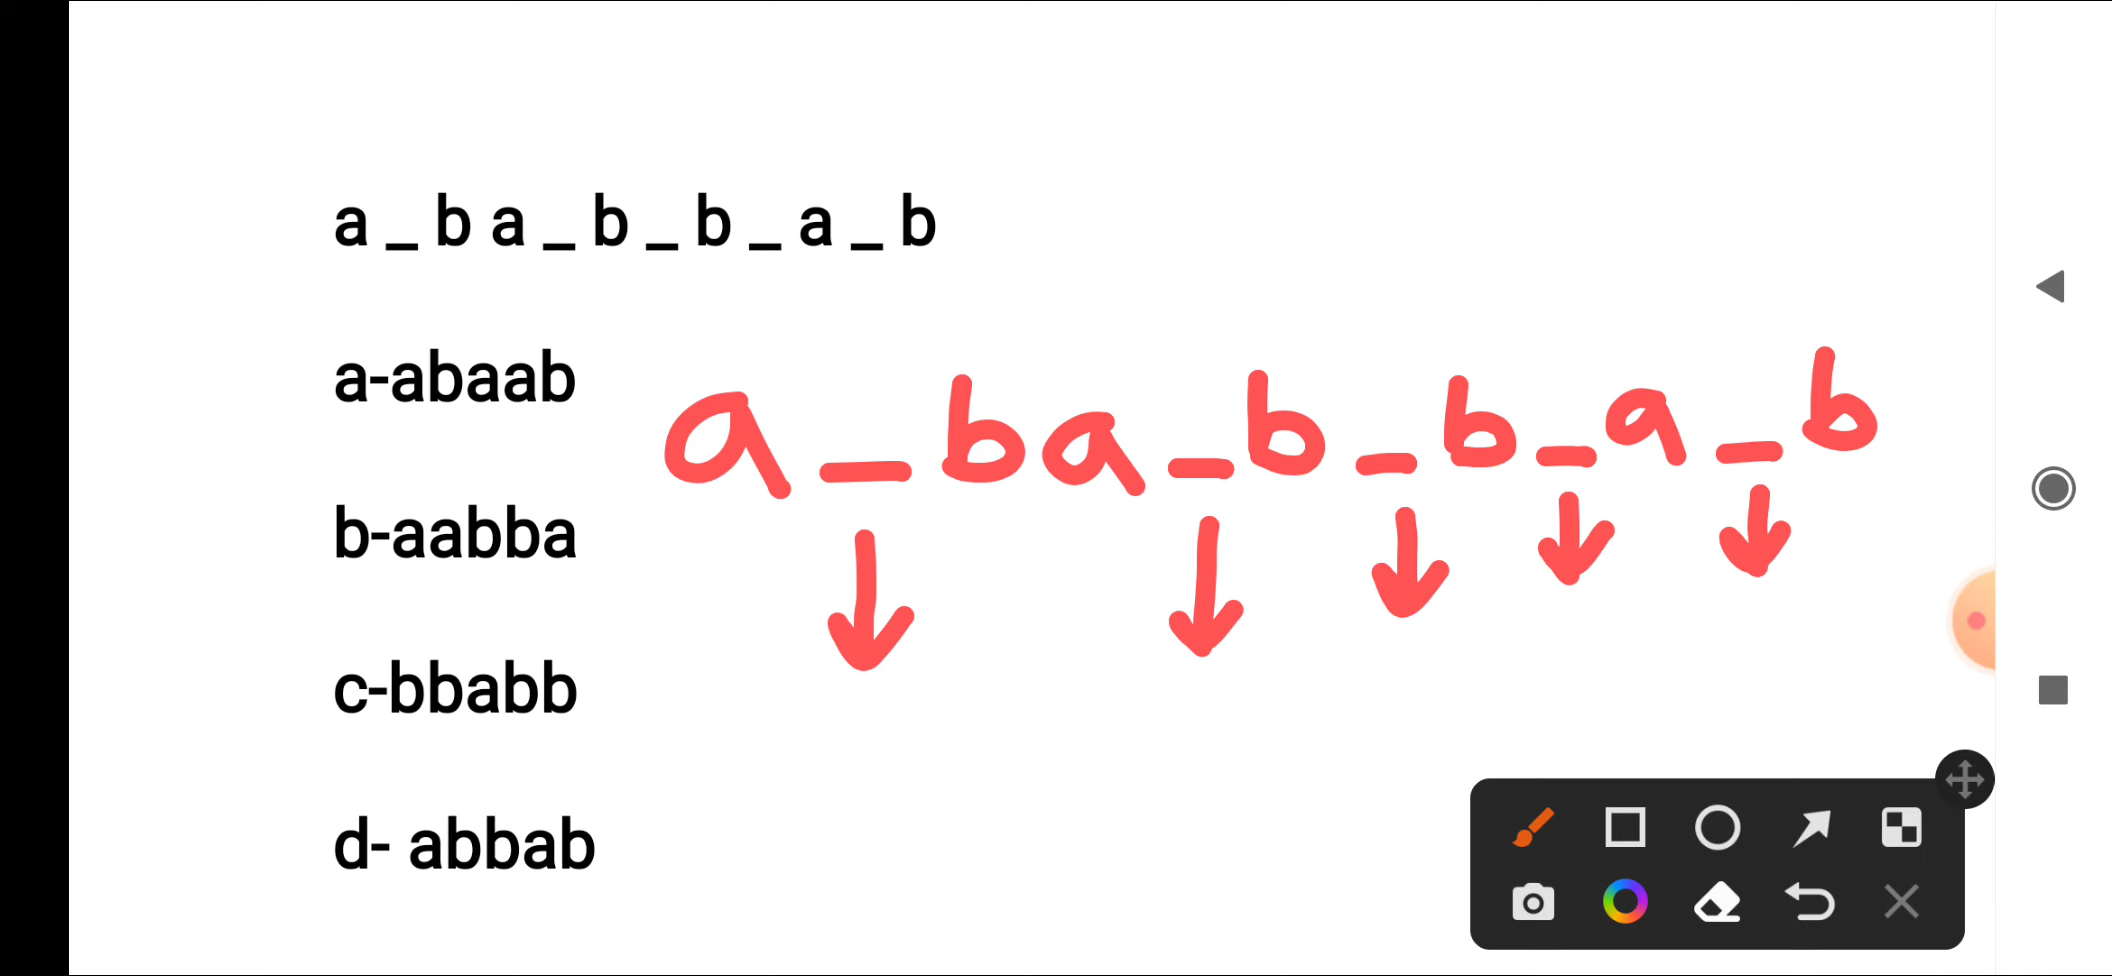 a _ b a _ b _ b _ a _ b
a-abaab
a _ b a _ b _ b _ a _ b
b-aabba
c-bbabb
d- abbab